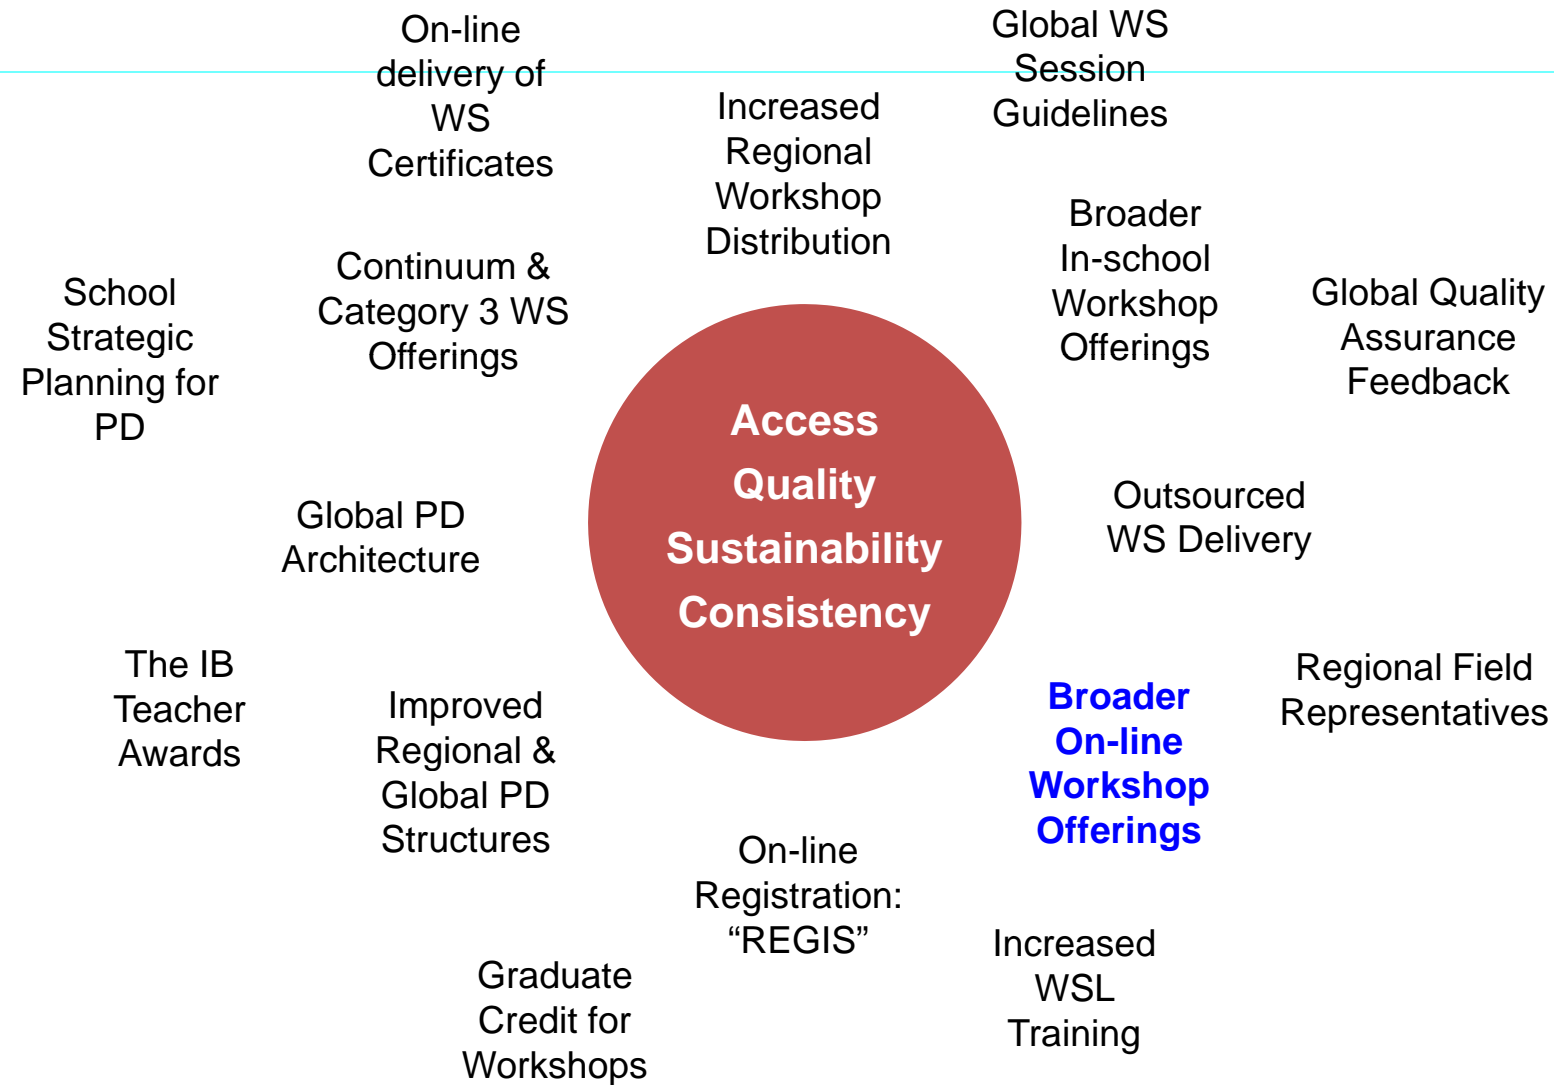 On-line
delivery of
WS
Certificates
Global WS
Session
Guidelines
Increased
Regional
Workshop
Distribution
Broader
In-school
Workshop
Offerings
Continuum &
Category 3 WS
Offerings
School
Strategic
Planning for
PD
Global Quality
Assurance
Feedback
Access
Quality
Sustainability
Consistency
Global PD
Architecture
Outsourced
WS Delivery
The IB
Teacher
Awards
Improved
Regional &
Global PD
Structures
Broader
On-line
Workshop
Offerings
Regional Field
Representatives
On-line
Registration:
“REGIS”
Graduate
Credit for
Workshops
Increased
WSL
Training